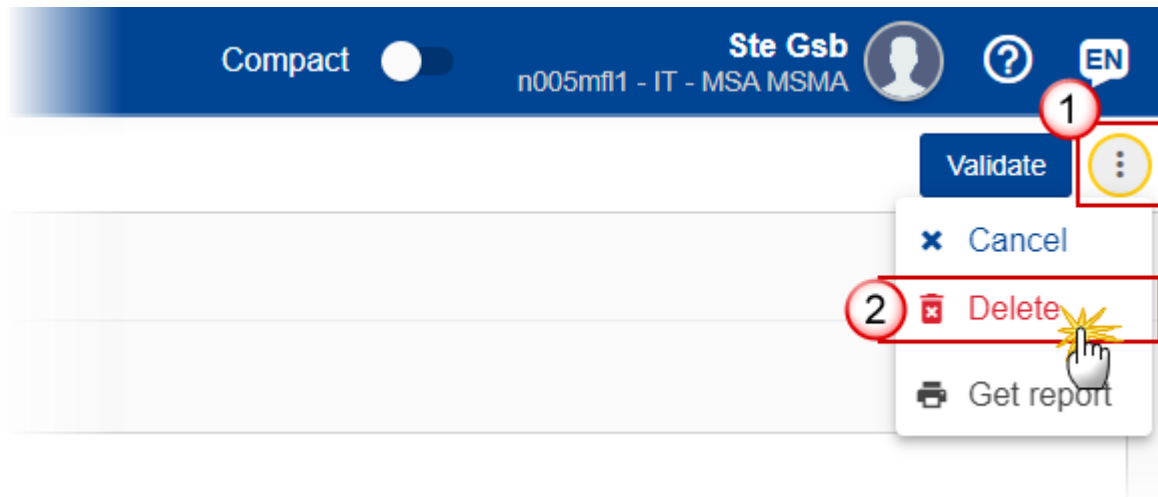 Compact
Ste Gsb
n005mfl1 - IT - MSA MSMA
EN
1
Validate
Cancel
2
Delete
Get report